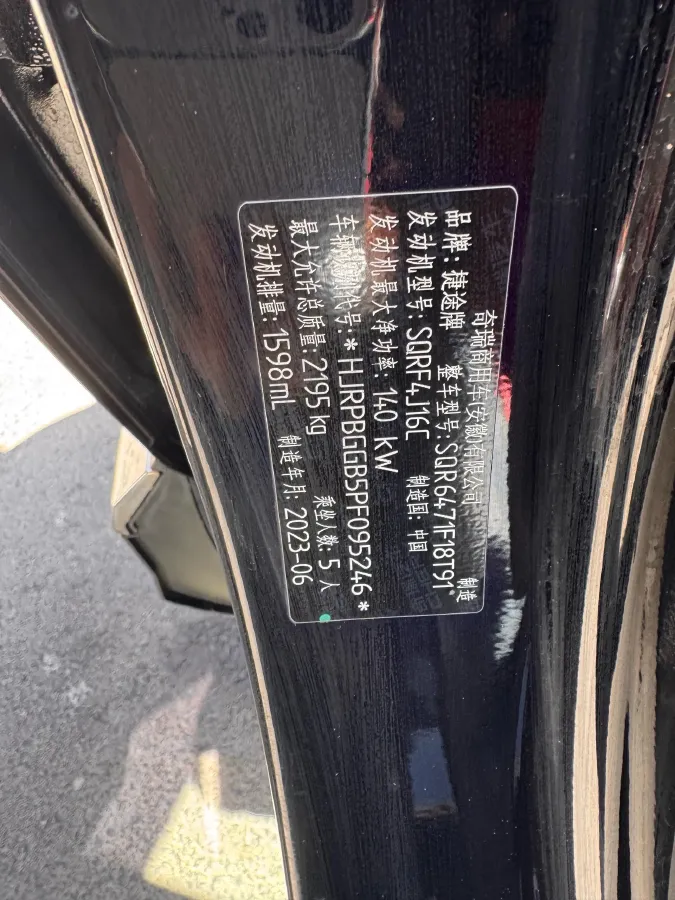 奇瑞商用车(安徽)有限公司 制造
品牌: 捷途牌 整车型号: SQR6471F18T91
发动机型号: SQRF4J16C 制造国: 中国
发动机最大净功率: 140 kW
车辆识别代号: *HJRPBGGB5PF095246*
最大允许总质量: 2195 kg 乘坐人数: 5 人
发动机排量: 1598mL 制造年月: 2023-06